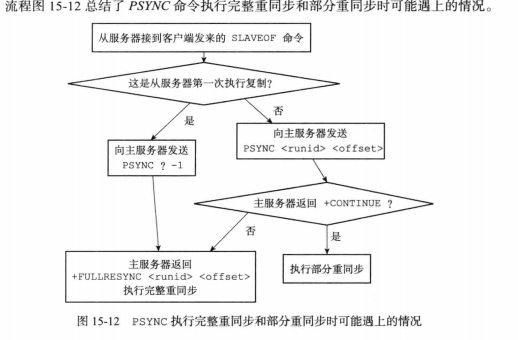 流程图 15-12 总结了 PSYNC 命令执行完整重同步和部分重同步时可能遇上的情况。
从服务器接到客户端发来的 SLAVEOF 命令
这是从服务器第一次执行复制?
是
否
向主服务器发送
PSYNC ? -1
向主服务器发送
PSYNC <runid> <offset>
主服务器返回 +CONTINUE ?
否
是
主服务器返回
+FULLRESYNC <runid> <offset>
执行完整重同步
执行部分重同步
图 15-12 PSYNC 执行完整重同步和部分重同步时可能遇上的情况